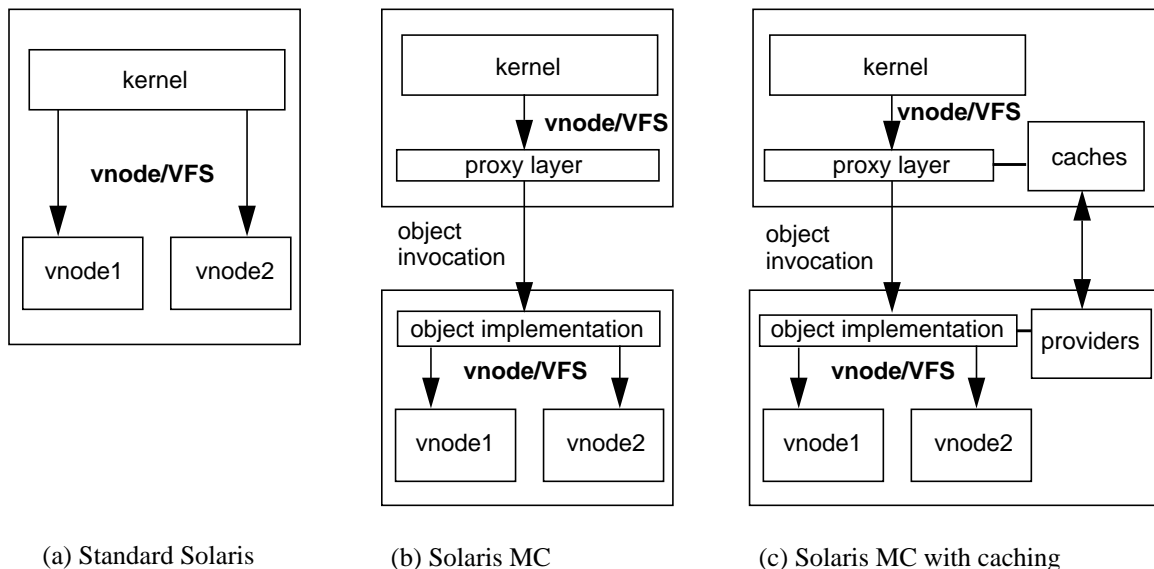 kernel
vnode/VFS
vnode1
vnode2
(a) Standard Solaris
kernel
vnode/VFS
proxy layer
object
invocation
object implementation
vnode/VFS
vnode1
vnode2
(b) Solaris MC
kernel
vnode/VFS
proxy layer
caches
object
invocation
object implementation
providers
vnode/VFS
vnode1
vnode2
(c) Solaris MC with caching